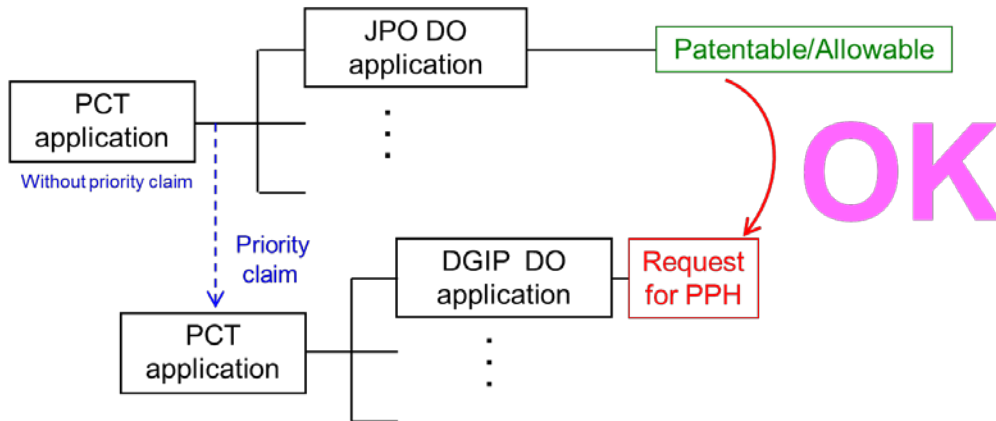 JPO DO
application
Patentable/Allowable
PCT
application
Without priority claim
OK
Priority
claim
DGIP DO
application
Request
for PPH
PCT
application